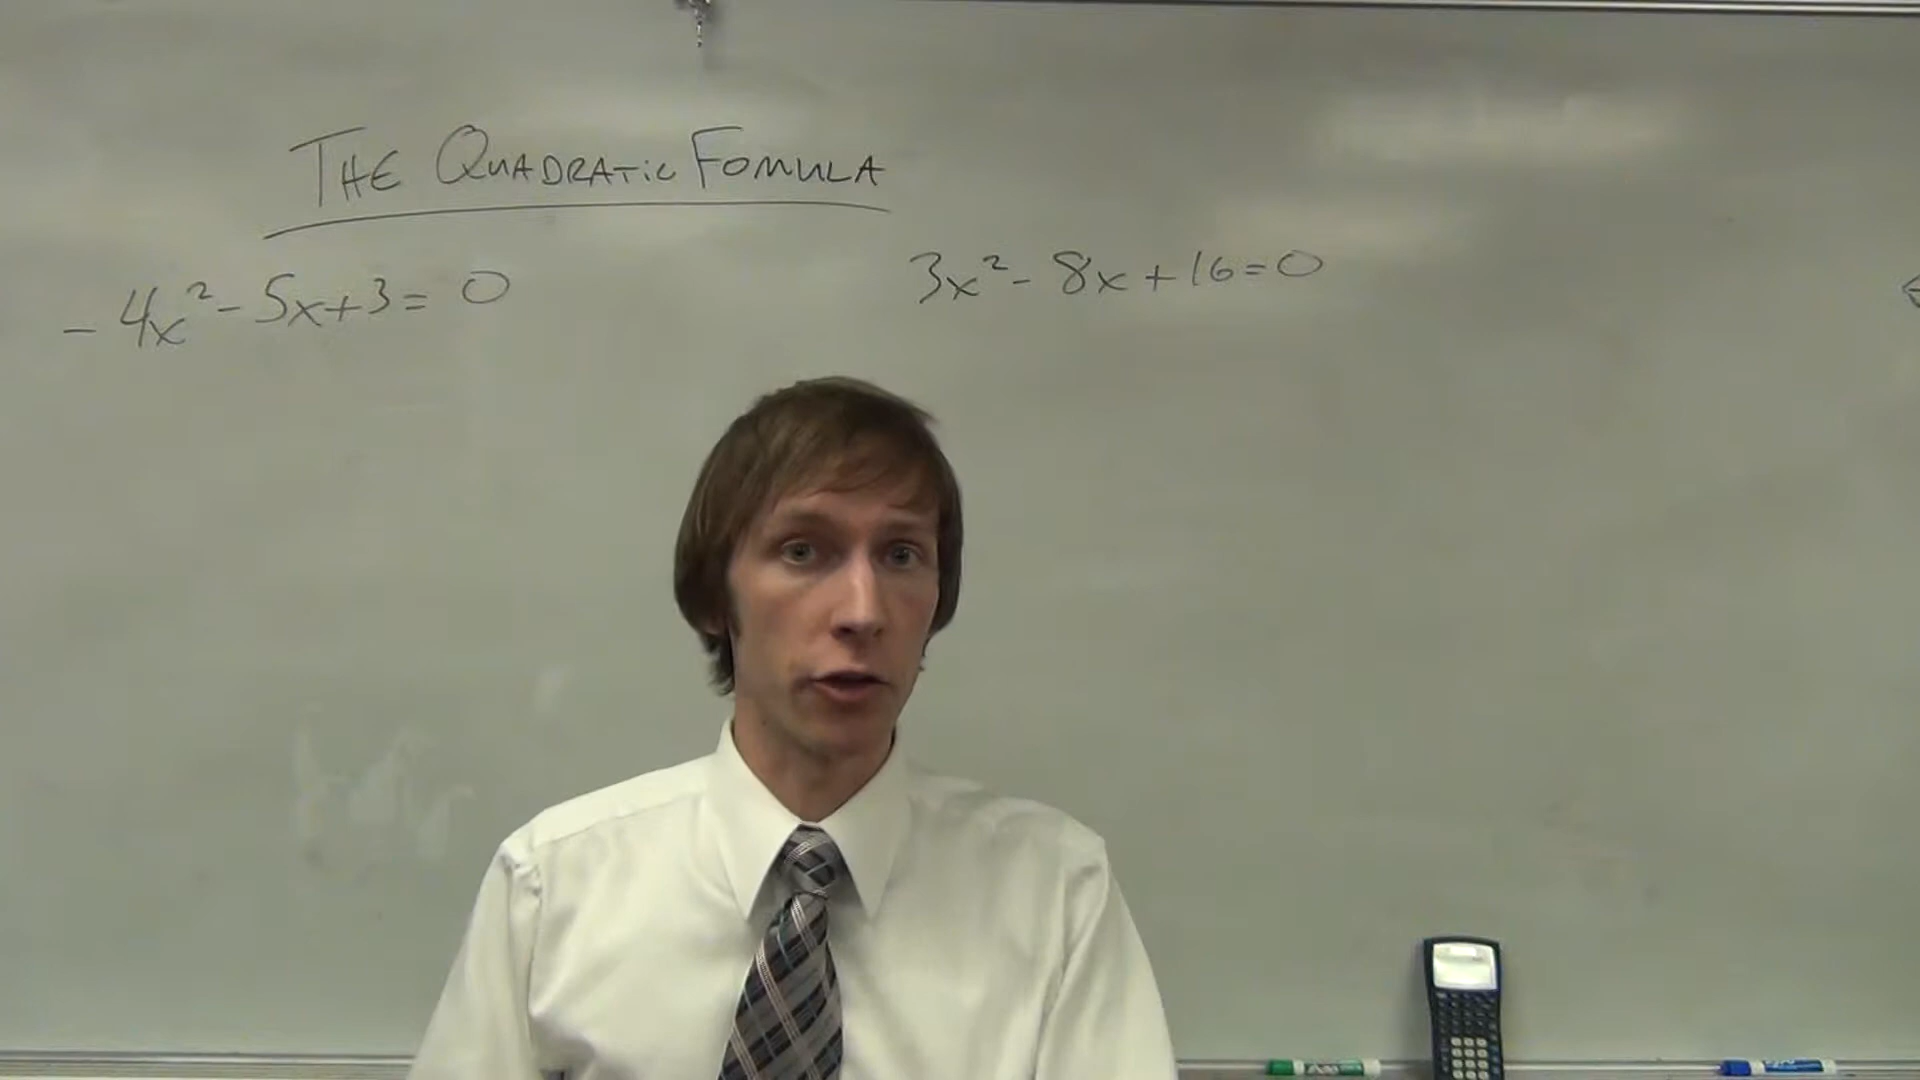 THE QUADRATIC FOMULA
- 4x² - 5x + 3 = 0
3x² - 8x + 16 = 0